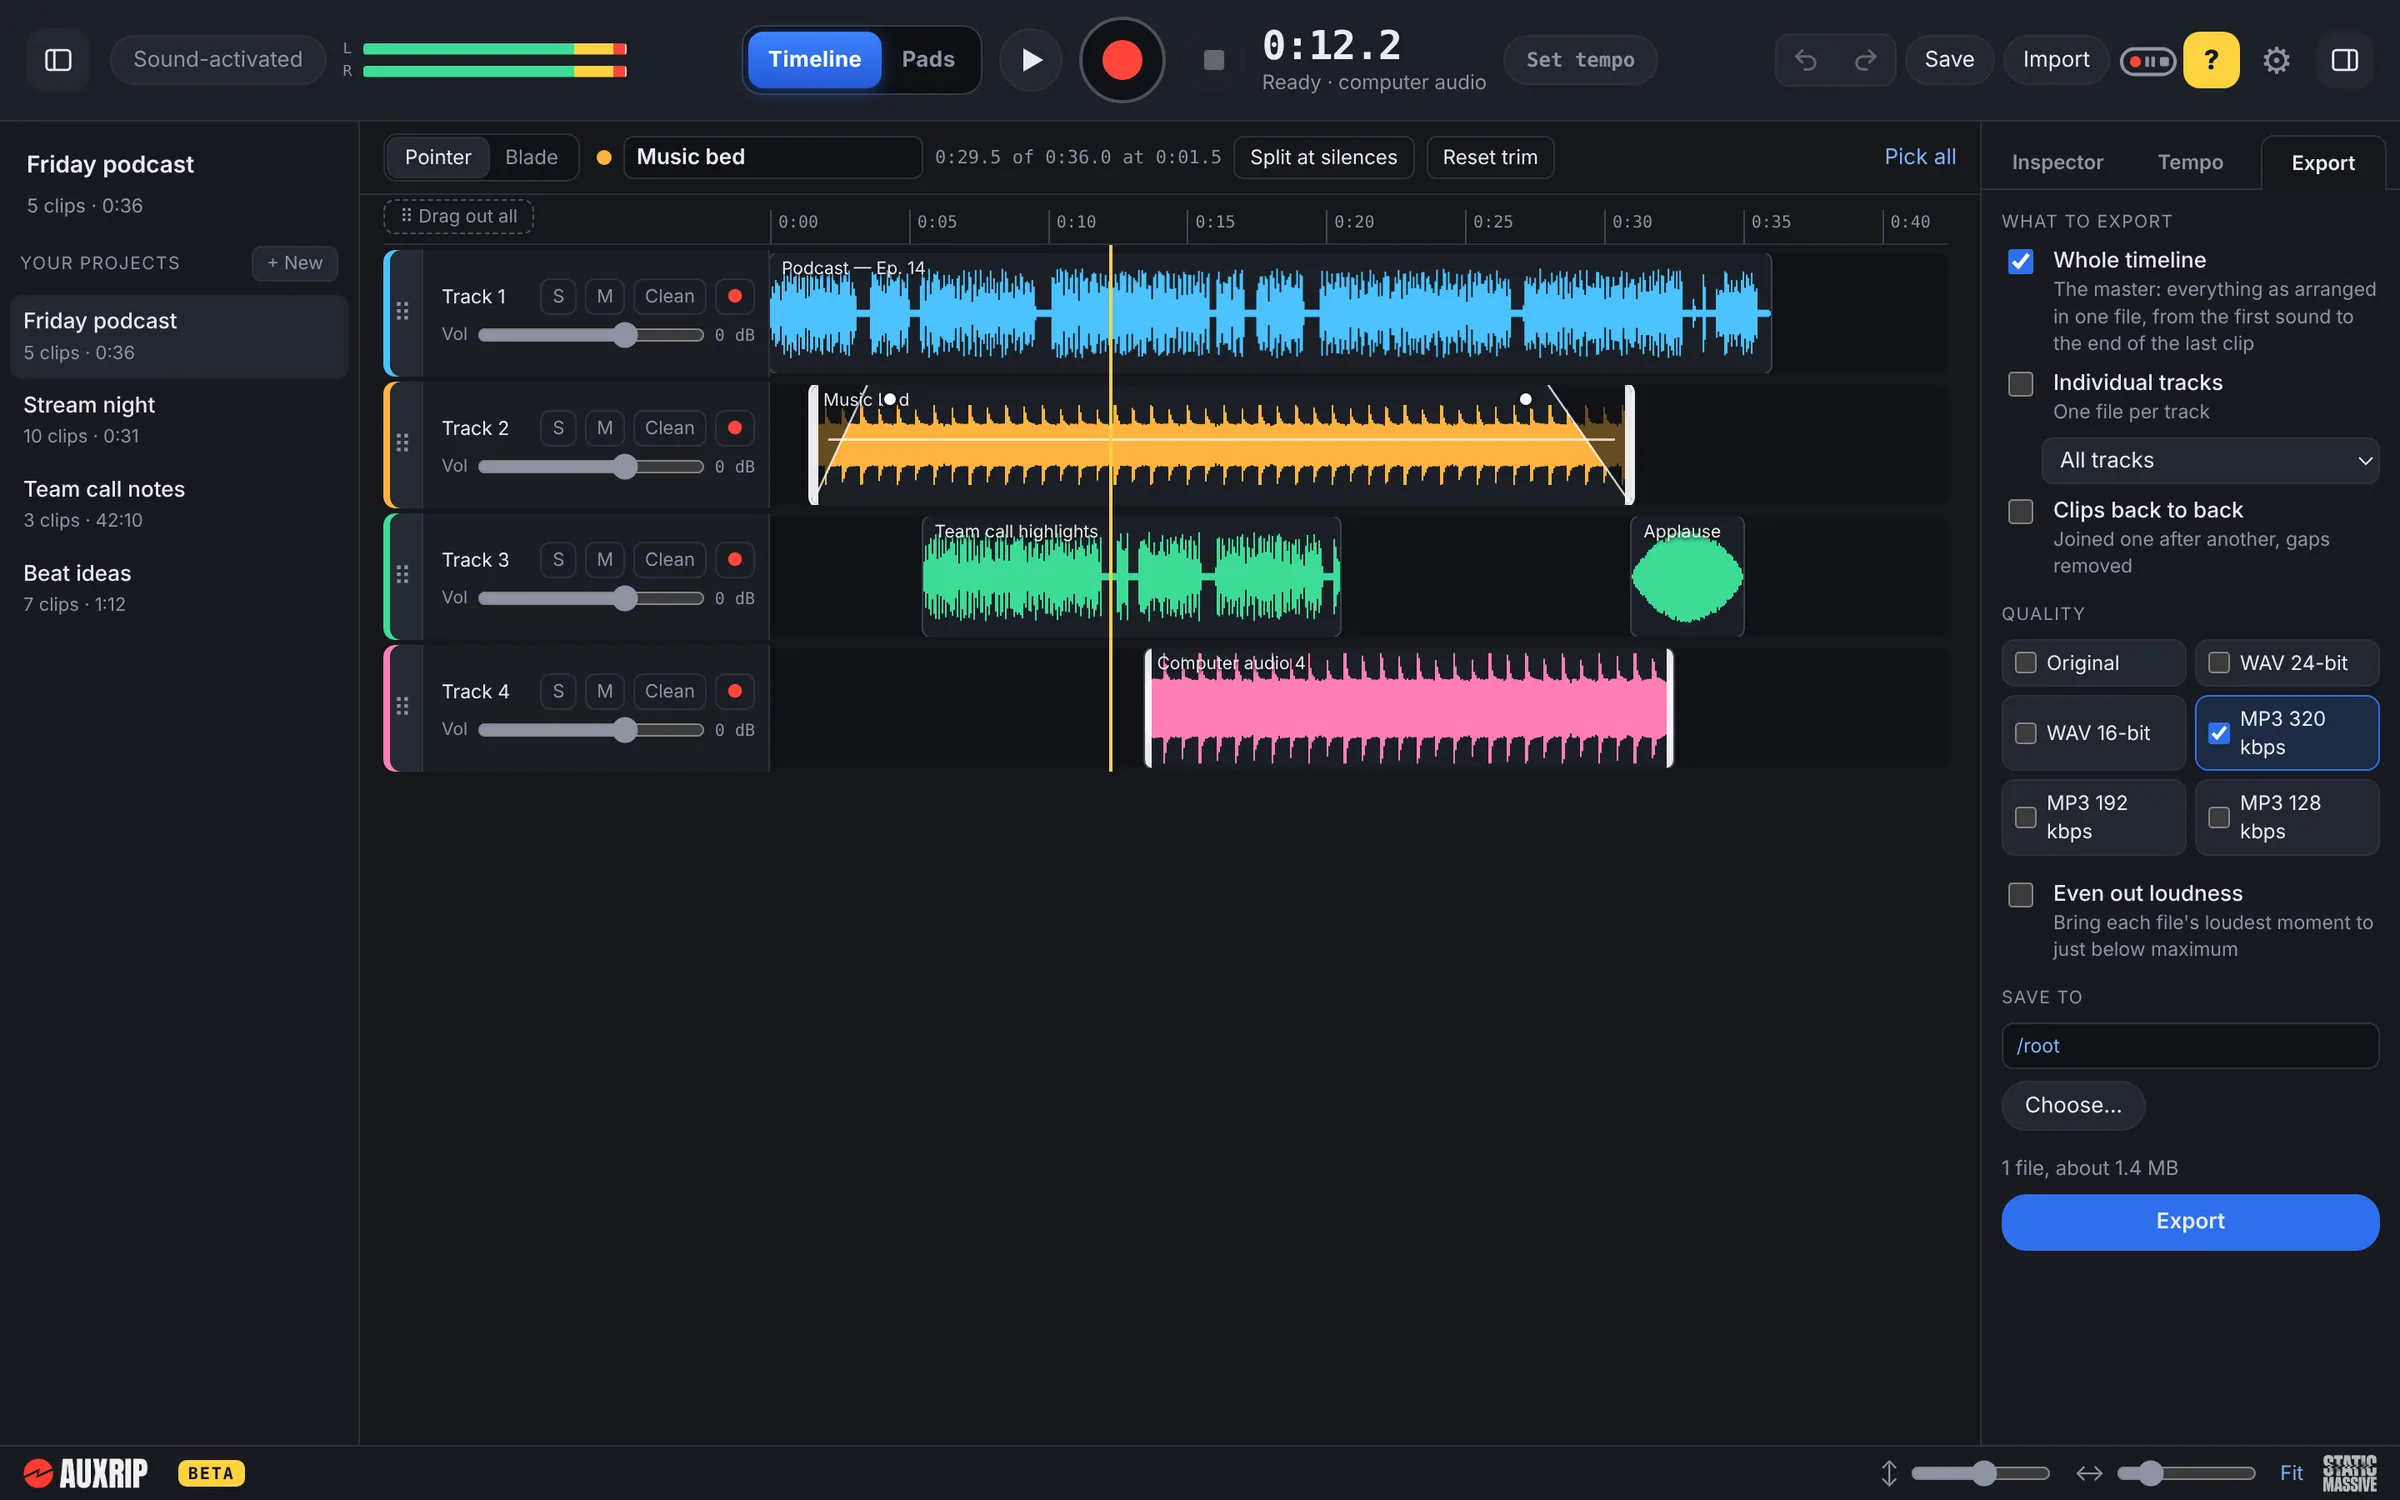 Sound-activated
L
R
Timeline
Pads
0:12.2
Ready · computer audio
Set tempo
Save
Import
?
Friday podcast
5 clips · 0:36
YOUR PROJECTS
+ New
Friday podcast
5 clips · 0:36
Stream night
10 clips · 0:31
Team call notes
3 clips · 42:10
Beat ideas
7 clips · 1:12
Pointer
Blade
Music bed
0:29.5 of 0:36.0 at 0:01.5
Split at silences
Reset trim
Pick all
Drag out all
0:00
0:05
0:10
0:15
0:20
0:25
0:30
0:35
0:40
Track 1
S
M
Clean
Vol
0 dB
Podcast — Ep. 14
Track 2
S
M
Clean
Vol
0 dB
Music
Track 3
S
M
Clean
Vol
0 dB
Team call highlights
Applause
Track 4
S
M
Clean
Vol
0 dB
Computer audio 4
Inspector
Tempo
Export
WHAT TO EXPORT
Whole timeline
The master: everything as arranged
in one file, from the first sound to
the end of the last clip
Individual tracks
One file per track
All tracks
Clips back to back
Joined one after another, gaps
removed
QUALITY
Original
WAV 24-bit
WAV 16-bit
MP3 320
kbps
MP3 192
kbps
MP3 128
kbps
Even out loudness
Bring each file's loudest moment to
just below maximum
SAVE TO
/root
Choose...
1 file, about 1.4 MB
Export
AUXRIP
BETA
Fit
STATIC
MASSIVE